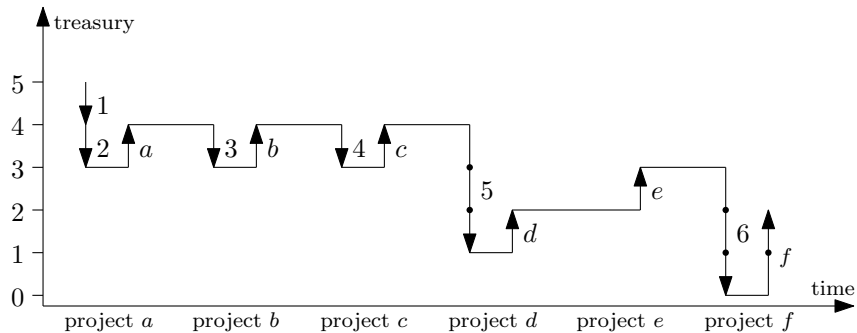 treasury
5
1
4
2 a 3 b 4 c
3
5 e
2
d 6
1 f
0
time
project a project b project c project d project e project f